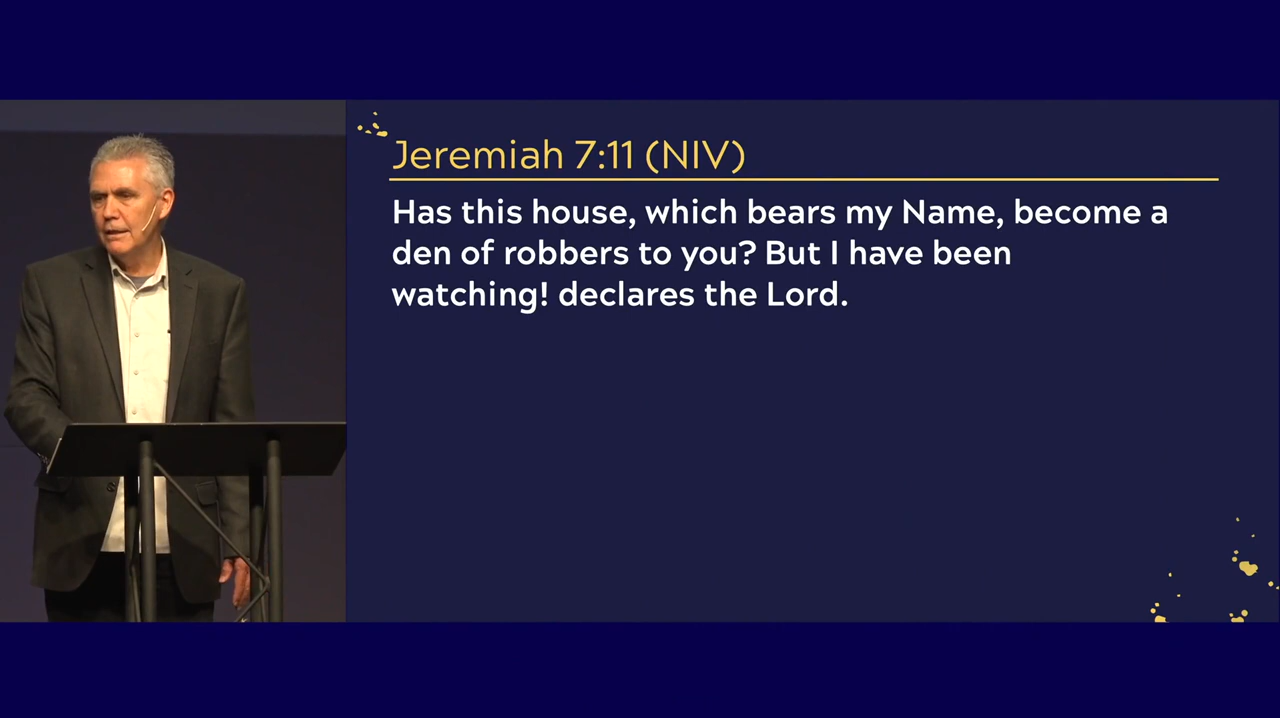 Jeremiah 7:11 (NIV)
Has this house, which bears my Name, become a
den of robbers to you? But I have been
watching! declares the Lord.